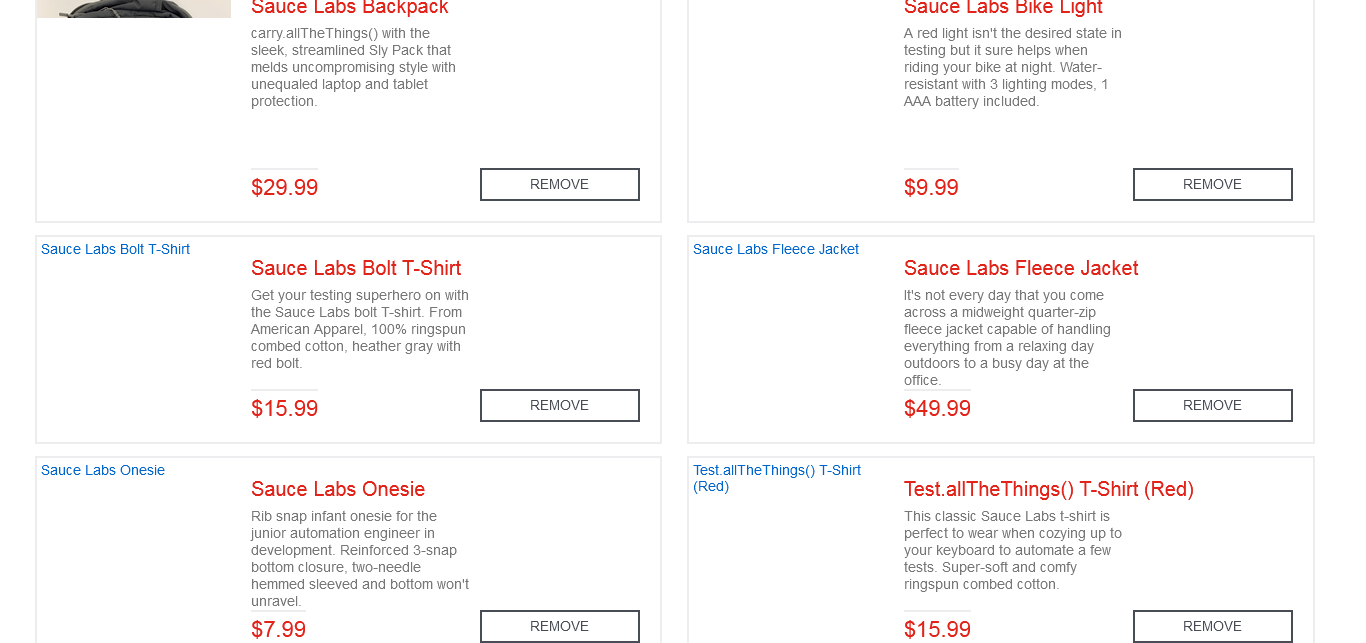 Sauce Labs Backpack
carry.allTheThings() with the
sleek, streamlined Sly Pack that
melds uncompromising style with
unequaled laptop and tablet
protection.
$29.99
REMOVE
Sauce Labs Bike Light
A red light isn't the desired state in
testing but it sure helps when
riding your bike at night. Water-
resistant with 3 lighting modes, 1
AAA battery included.
$9.99
REMOVE
Sauce Labs Bolt T-Shirt
Sauce Labs Bolt T-Shirt
Get your testing superhero on with
the Sauce Labs bolt T-shirt. From
American Apparel, 100% ringspun
combed cotton, heather gray with
red bolt.
$15.99
REMOVE
Sauce Labs Fleece Jacket
Sauce Labs Fleece Jacket
It's not every day that you come
across a midweight quarter-zip
fleece jacket capable of handling
everything from a relaxing day
outdoors to a busy day at the
office.
$49.99
REMOVE
Sauce Labs Onesie
Sauce Labs Onesie
Rib snap infant onesie for the
junior automation engineer in
development. Reinforced 3-snap
bottom closure, two-needle
hemmed sleeved and bottom won't
unravel.
$7.99
REMOVE
Test.allTheThings() T-Shirt
(Red)
Test.allTheThings() T-Shirt (Red)
This classic Sauce Labs t-shirt is
perfect to wear when cozying up to
your keyboard to automate a few
tests. Super-soft and comfy
ringspun combed cotton.
$15.99
REMOVE